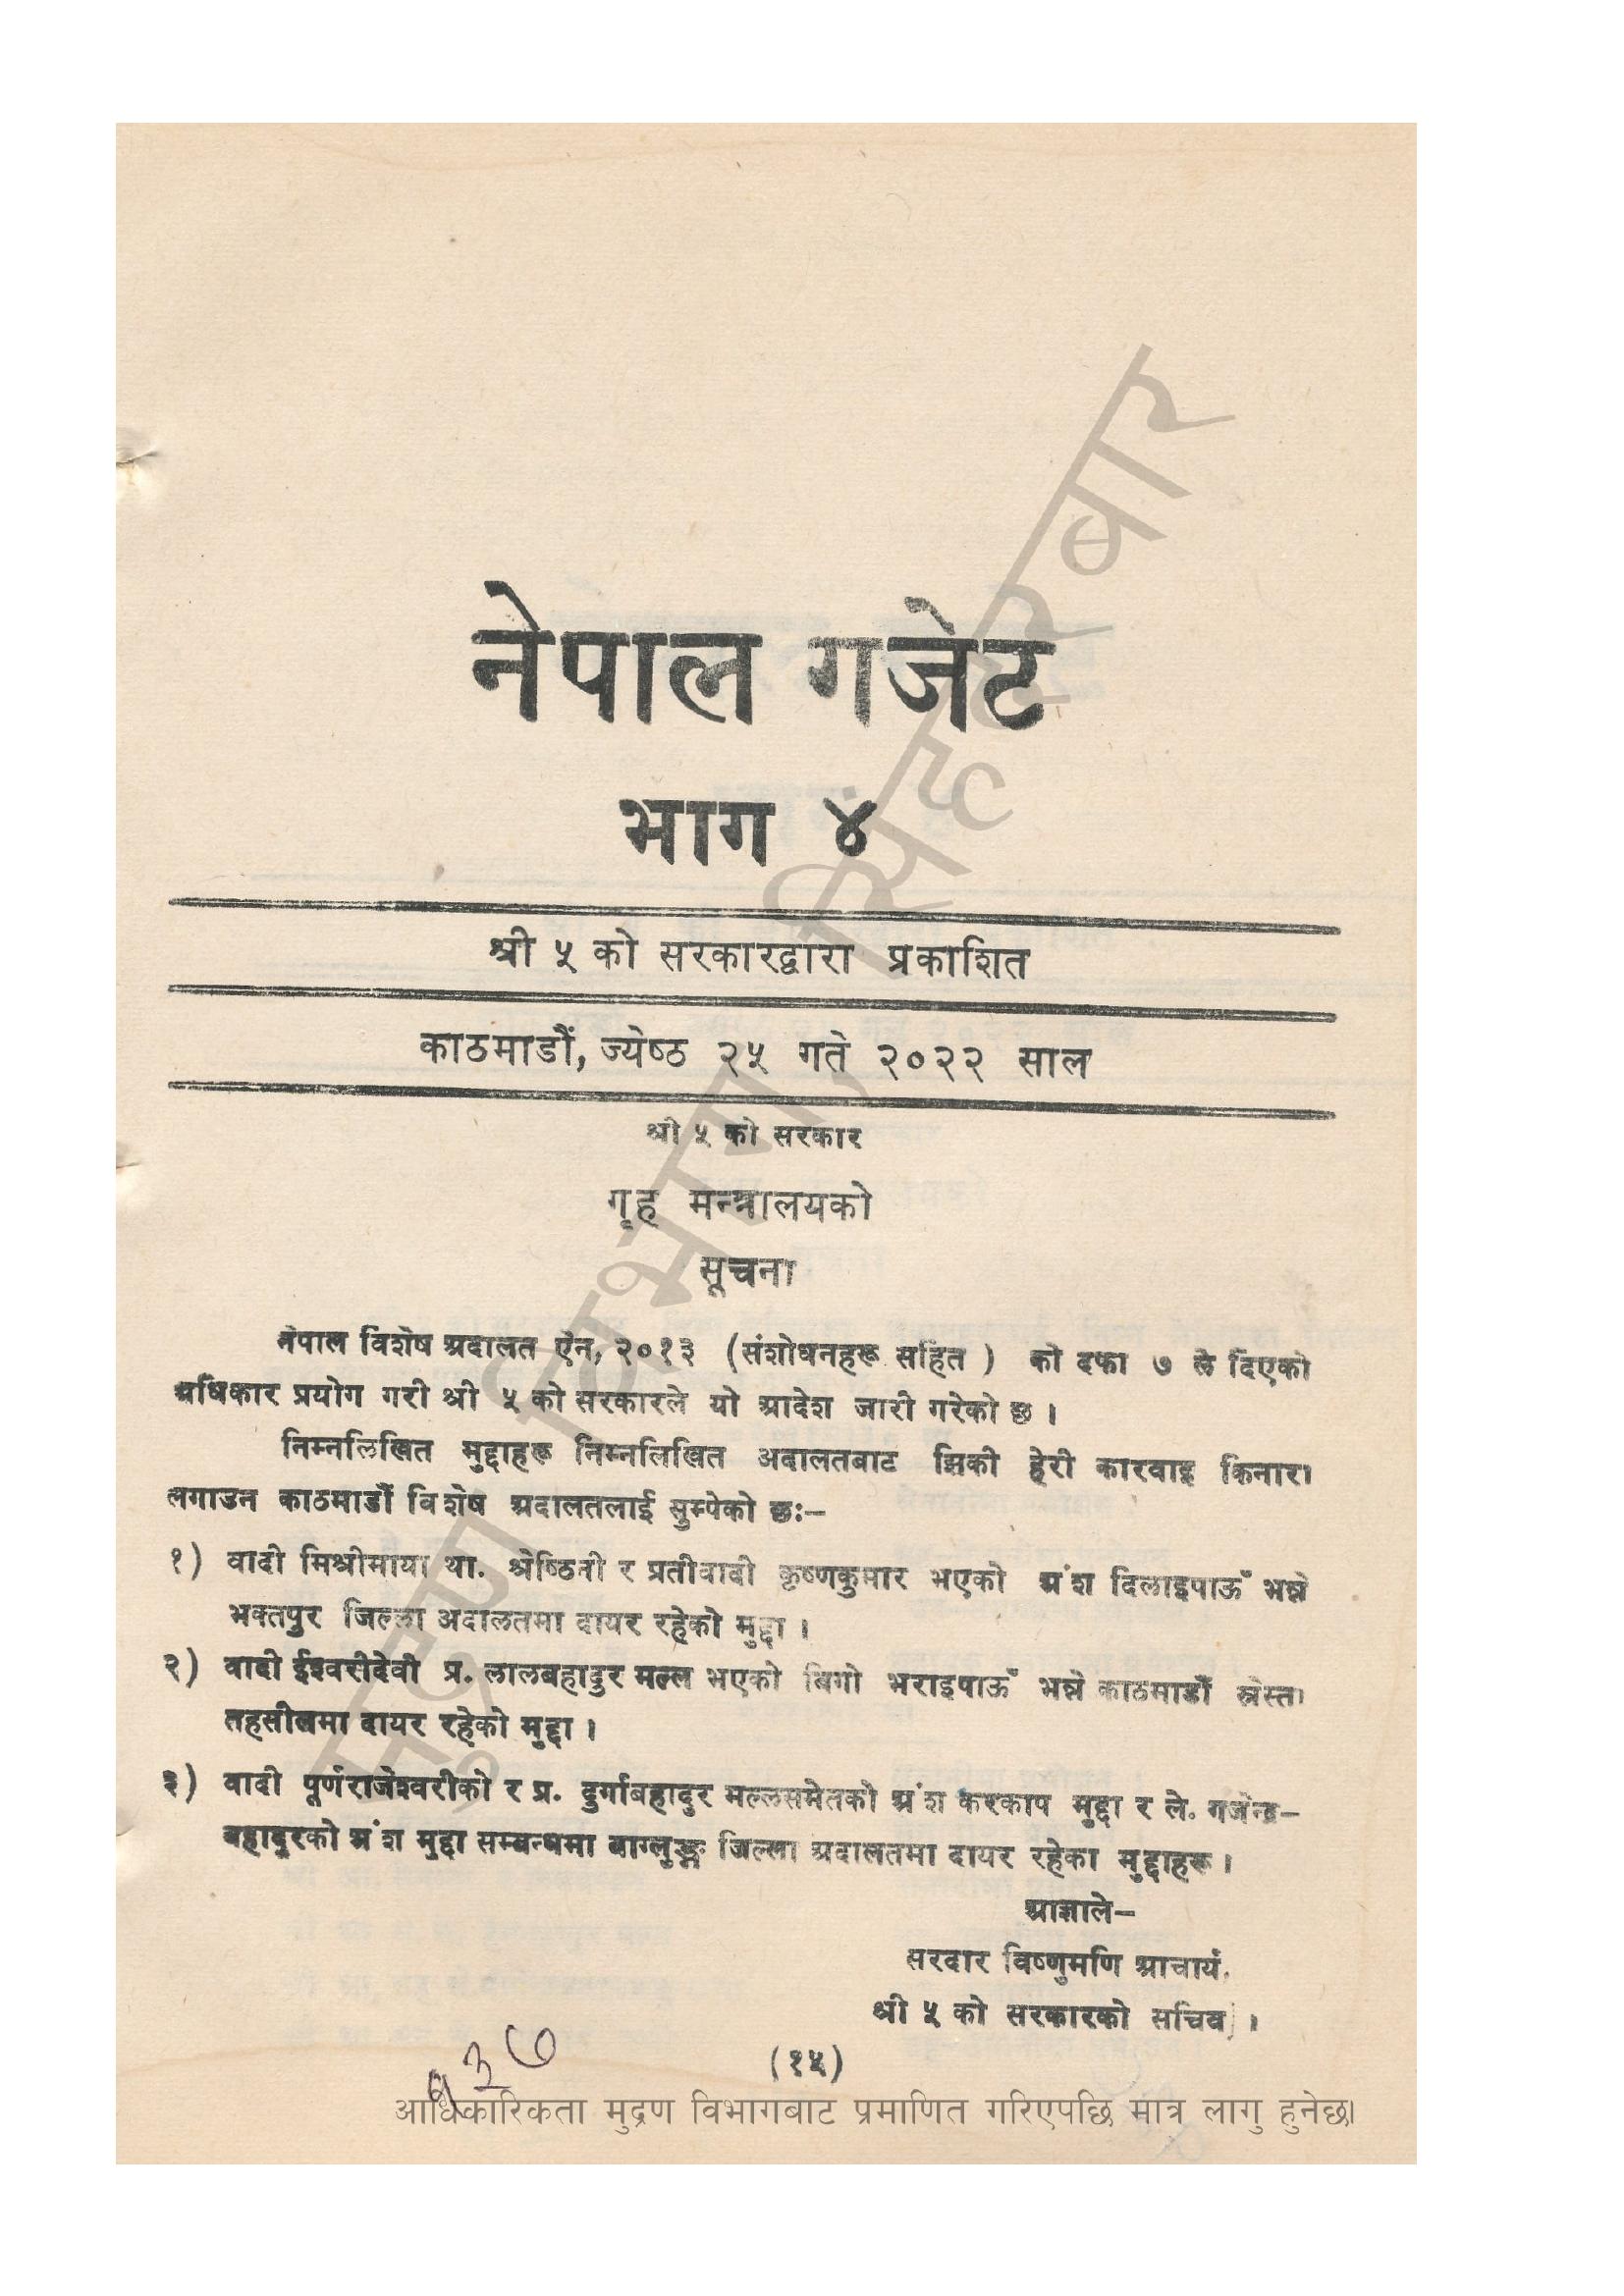 नेपाल गजेट
भाग ४
श्री ५ को सरकारद्वारा प्रकाशित
काठमाडौं, ज्येष्ठ २५ गते २०२२ साल
श्री ५ को सरकार
गृह मन्त्रालयको
सूचना
नेपाल विशेष अदालत ऐन, २०१३ (संशोधनहरू सहित ) को दफा ७ ले दिएको
अधिकार प्रयोग गरी श्री ५ को सरकारले यो आदेश जारी गरेको छ ।
निम्नलिखित मुद्दाहरू निम्नलिखित अदालतबाट झिकी हेरी कारवाइ किनारा
लगाउन काठमाडौं विशेष अदालतलाई सुम्पेको छः–
१) वादी मिश्रीमाया था. श्रेष्ठिनी र प्रतीवादी कृष्णकुमार भएको अंश दिलाइपाऊँ भन्ने
भक्तपुर जिल्ला अदालतमा दायर रहेको मुद्दा ।
२) वादी ईश्वरीदेवी प्र. लालबहादुर मल्ल भएको बिगो भराइपाऊँ भन्ने काठमाडौं स्रेस्ता
तहसीलमा दायर रहेको मुद्दा ।
३) वादी पूर्णराजेश्वरीको र प्र. दुर्गाबहादुर मल्लसमेतको अंश करकाप मुद्दा र ले. गजेन्द्र–
बहादुरको अंश मुद्दा सम्बन्धमा बाग्लुङ्ग जिल्ला अदालतमा दायर रहेका मुद्दाहरू ।
आज्ञाले–
सरदार विष्णुमणि आचार्य.
श्री ५ को सरकारको सचिव ।
(१५)
१३७
आधिकारिकता मुद्रण विभागबाट प्रमाणित गरिएपछि मात्र लागु हुनेछ।
मुद्रण विभाग, सिंहदरबार